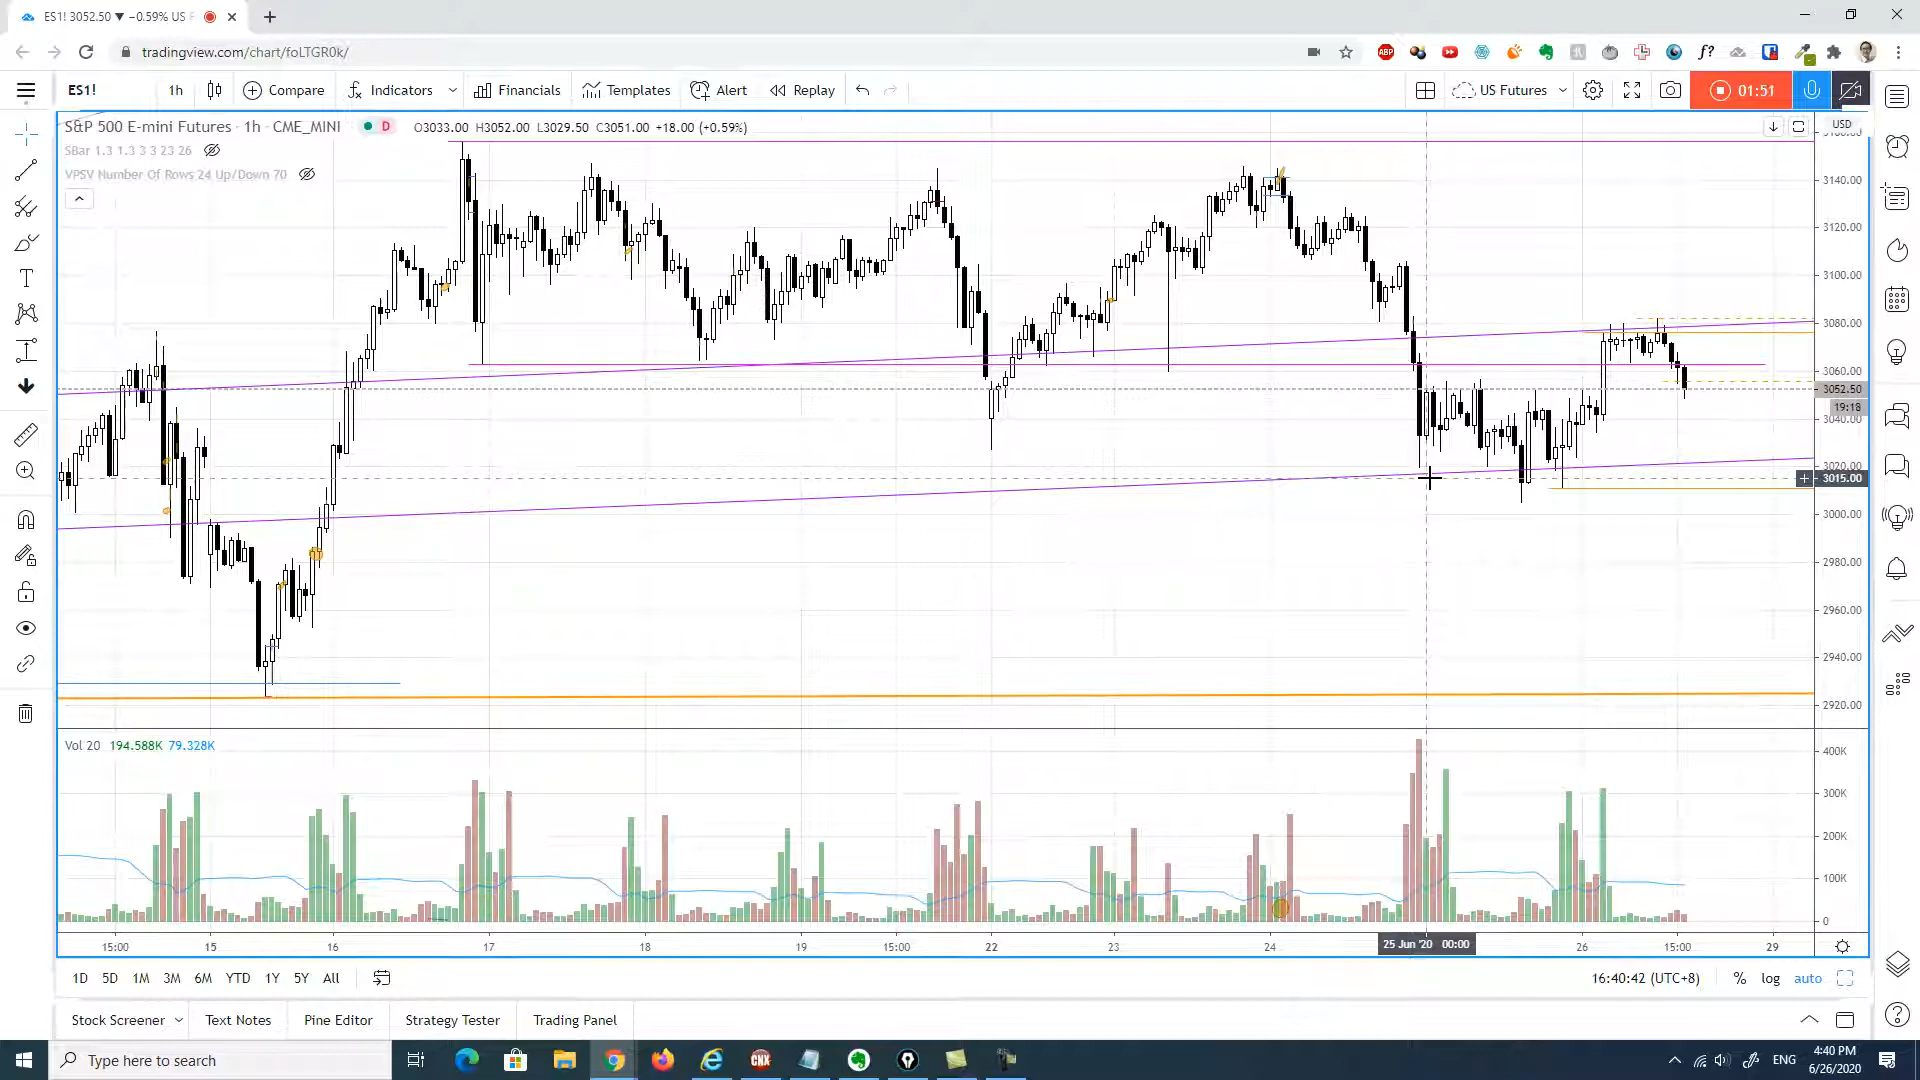 ES1! 3052.50 ▼ −0.59% US F
tradingview.com/chart/foLTGR0k/
ABP
f?
ES1!
1h
Compare
Indicators
Financials
Templates
Alert
Replay
US Futures
01:51
S&P 500 E-mini Futures · 1h · CME_MINI
D
O3033.00 H3052.00 L3029.50 C3051.00 +18.00 (+0.59%)
USD
SBar 1.3 1.3 3 3 23 26
VPSV Number Of Rows 24 Up/Down 70
3160.00
3140.00
3120.00
3100.00
3080.00
3060.00
3052.50
19:18
3040.00
3020.00
3015.00
3000.00
2980.00
2960.00
2940.00
2920.00
Vol 20 194.588K 79.328K
400K
300K
200K
100K
0
15:00
15
16
17
18
19
15:00
22
23
24
25 Jun '20 00:00
26
15:00
29
1D
5D
1M
3M
6M
YTD
1Y
5Y
All
16:40:42 (UTC+8)
%
log
auto
Stock Screener
Text Notes
Pine Editor
Strategy Tester
Trading Panel
Type here to search
CNX
ENG
4:40 PM
6/26/2020